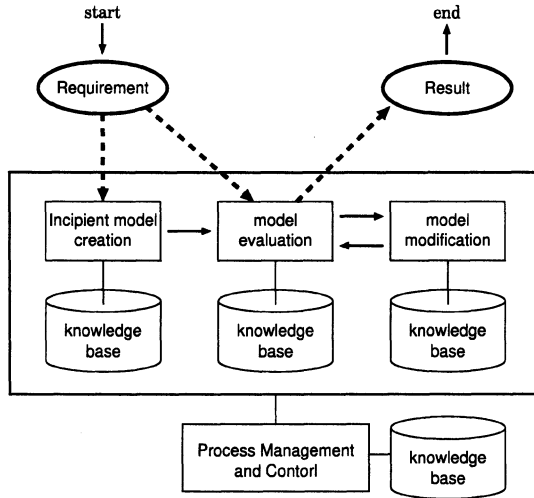 start
end
Requirement
Result
Incipient model
creation
model
evaluation
model
modification
knowledge
base
knowledge
base
knowledge
base
Process Management
and Contorl
knowledge
base